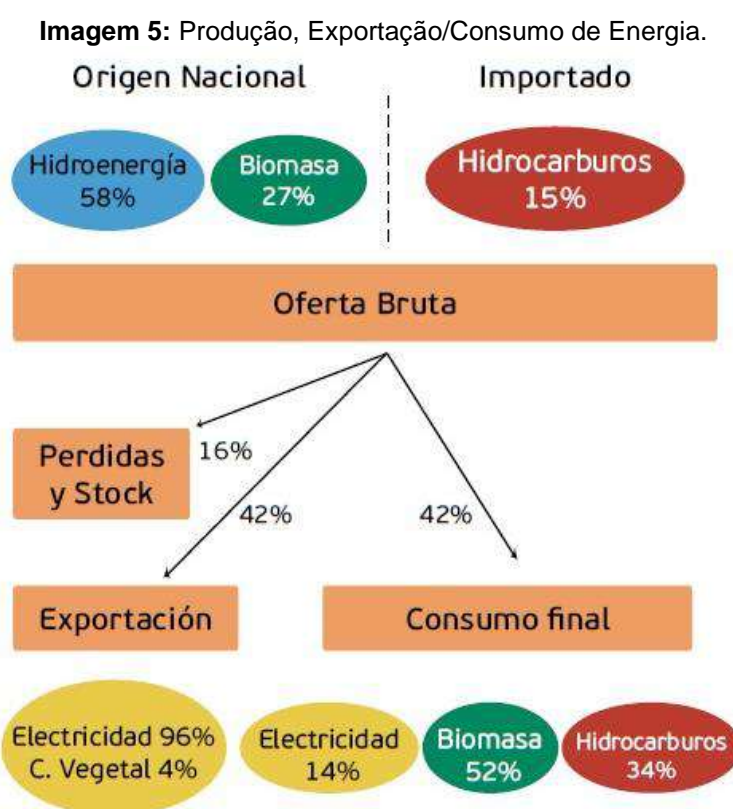 Imagem 5: Produção, Exportação/Consumo de Energia.
Origen Nacional
Importado
Hidroenergía
58%
Biomasa
27%
Hidrocarburos
15%
Oferta Bruta
Perdidas
y Stock
16%
42%
42%
Exportación
Consumo final
Electricidad 96%
C. Vegetal 4%
Electricidad
14%
Biomasa
52%
Hidrocarburos
34%